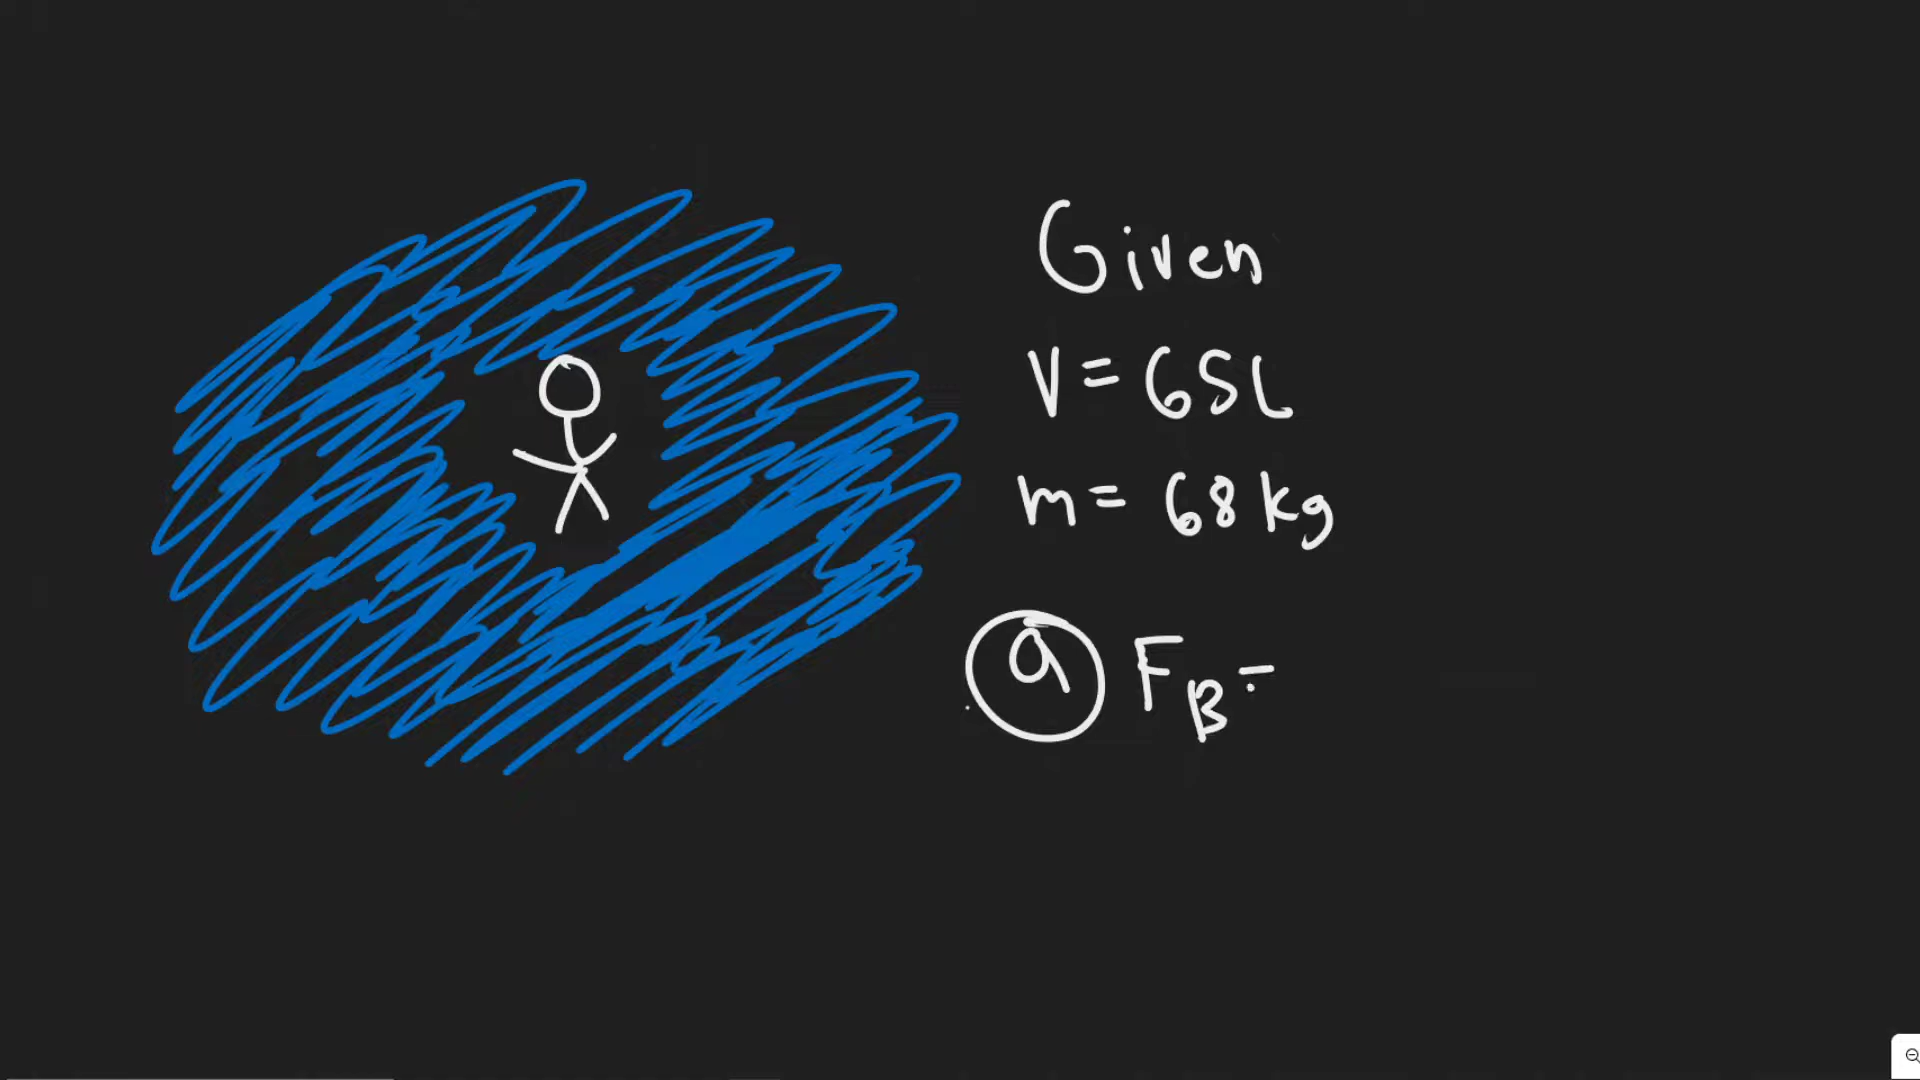 Given
V = 65L
m = 68 kg
a F_B =